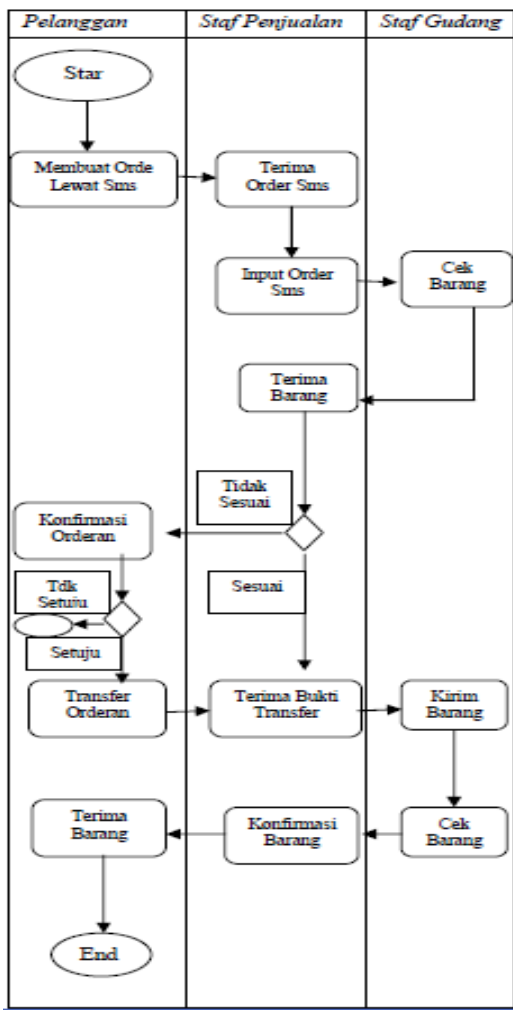 Pelanggan
Staf Penjualan
Staf Gudang
Star
Membuat Orde
Lewat Sms
Terima
Order Sms
Input Order
Sms
Cek
Barang
Terima
Barang
Tidak
Sesuai
Konfirmasi
Orderan
Tdk
Setuju
Sesuai
Setuju
Transfer
Orderan
Terima Bukti
Transfer
Kirim
Barang
Terima
Barang
Konfirmasi
Barang
Cek
Barang
End